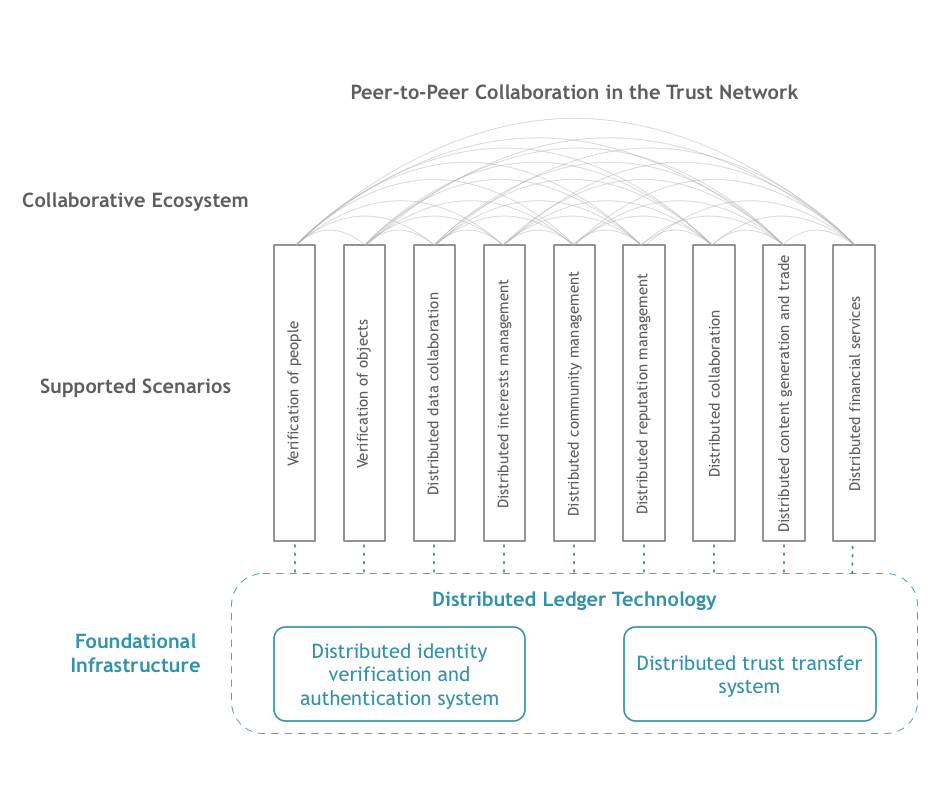 Peer-to-Peer Collaboration in the Trust Network
Collaborative Ecosystem
Supported Scenarios
Verification of people
Verification of objects
Distributed data collaboration
Distributed interests management
Distributed community management
Distributed reputation management
Distributed collaboration
Distributed content generation and trade
Distributed financial services
Foundational
Infrastructure
Distributed Ledger Technology
Distributed identity
verification and
authentication system
Distributed trust transfer
system